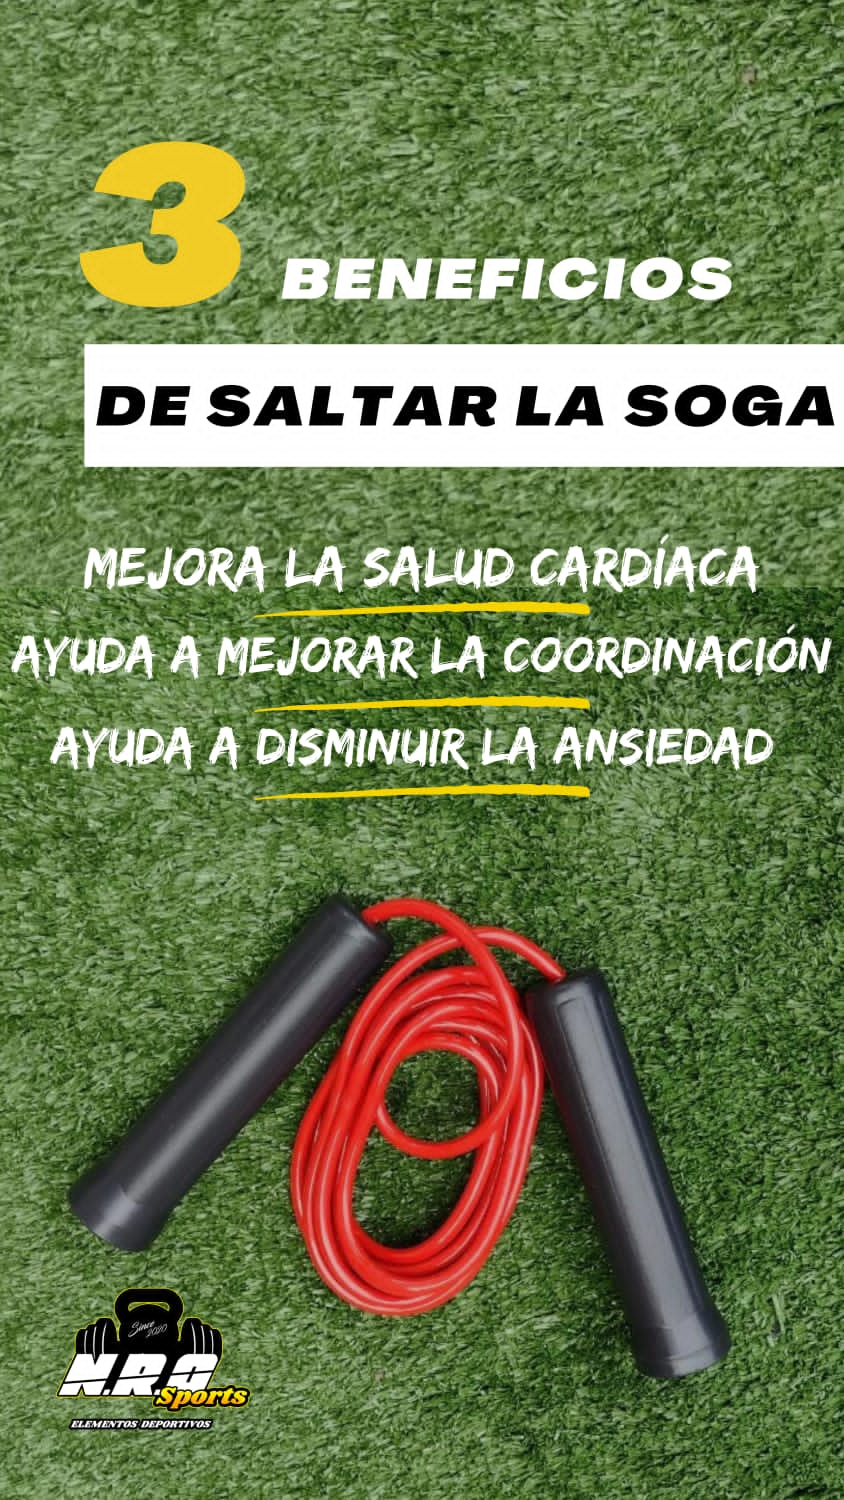 3
BENEFICIOS
DE SALTAR LA SOGA
MEJORA LA SALUD CARDÍACA
AYUDA A MEJORAR LA COORDINACIÓN
AYUDA A DISMINUIR LA ANSIEDAD
Since
2020
N.R.G
Sports
ELEMENTOS DEPORTIVOS